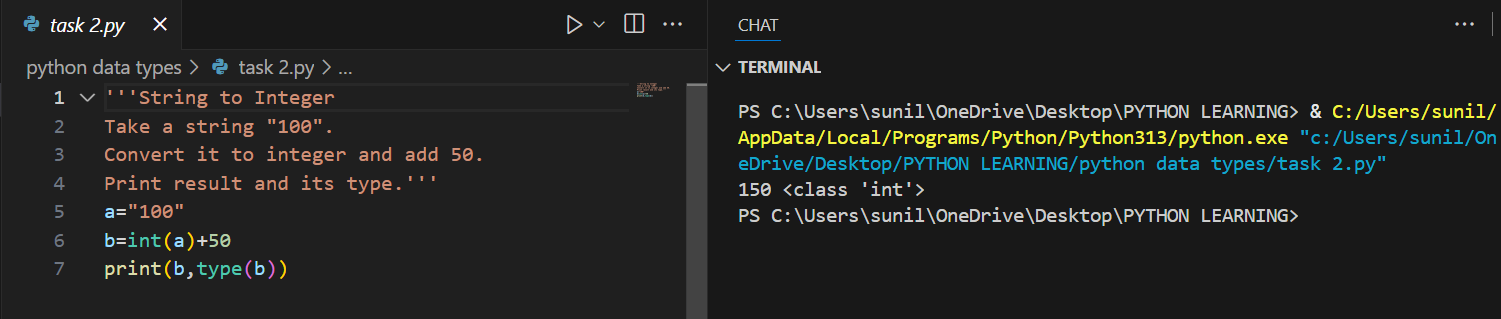 task 2.py
python data types > task 2.py > ...
1 '''String to Integer
2 Take a string "100".
3 Convert it to integer and add 50.
4 Print result and its type.'''
5 a="100"
6 b=int(a)+50
7 print(b,type(b))
CHAT
TERMINAL
PS C:\Users\sunil\OneDrive\Desktop\PYTHON LEARNING> & C:/Users/sunil/
AppData/Local/Programs/Python/Python313/python.exe "c:/Users/sunil/On
eDrive/Desktop/PYTHON LEARNING/python data types/task 2.py"
150 <class 'int'>
PS C:\Users\sunil\OneDrive\Desktop\PYTHON LEARNING>